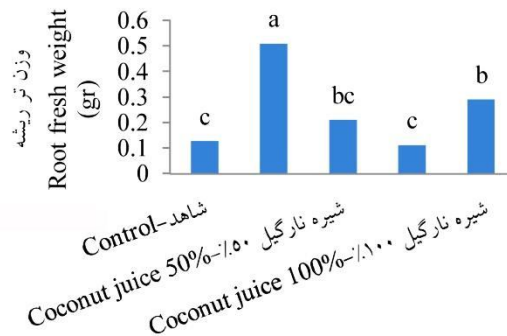 وزن تر ریشه
Root fresh weight
(gr)
0.6
0.5
0.4
0.3
0.2
0.1
0
c
a
bc
c
b
Control-شاهد
Coconut juice 50%-٪۵۰ شیره نارگیل
Coconut juice 100%-٪۱۰۰ شیره نارگیل